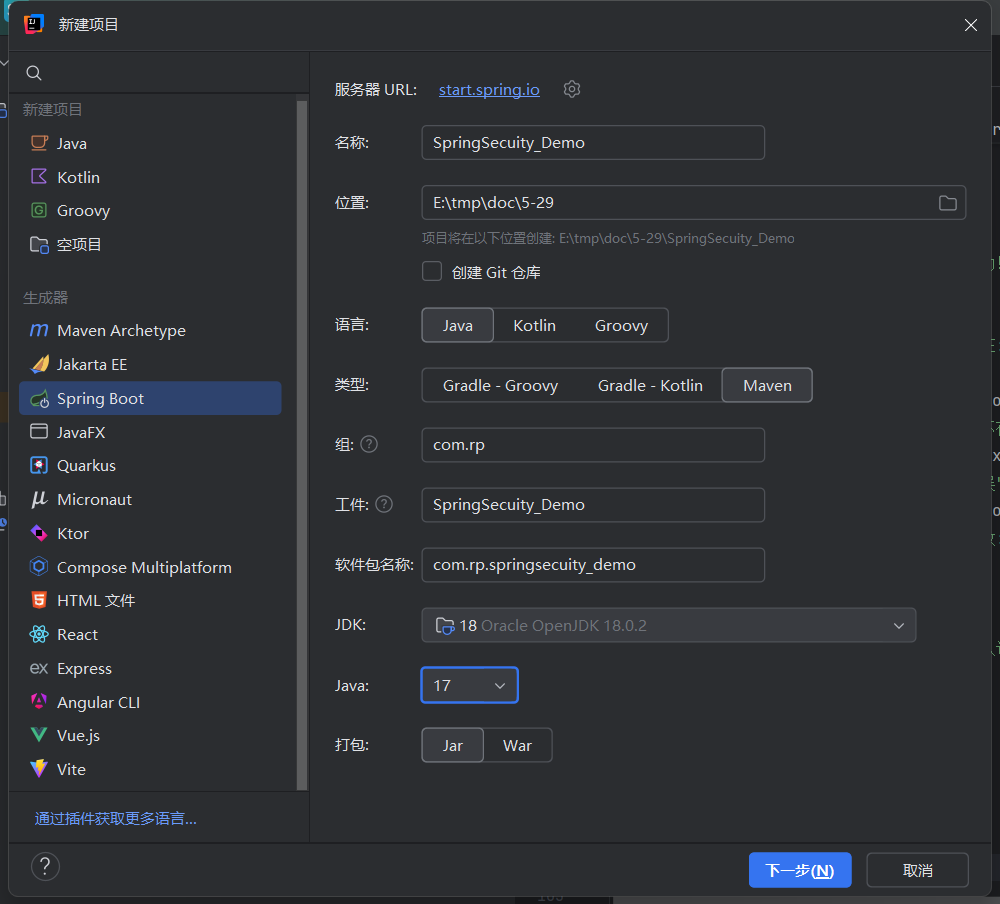 新建项目
新建项目
Java
Kotlin
Groovy
空项目
生成器
Maven Archetype
Jakarta EE
Spring Boot
JavaFX
Quarkus
Micronaut
Ktor
Compose Multiplatform
HTML 文件
React
Express
Angular CLI
Vue.js
Vite
通过插件获取更多语言...
服务器 URL: start.spring.io
名称: SpringSecuity_Demo
位置: E:\tmp\doc\5-29
项目将在以下位置创建: E:\tmp\doc\5-29\SpringSecuity_Demo
创建 Git 仓库
语言: Java Kotlin Groovy
类型: Gradle - Groovy Gradle - Kotlin Maven
组: ? com.rp
工件: ? SpringSecuity_Demo
软件包名称: com.rp.springsecuity_demo
JDK: 18 Oracle OpenJDK 18.0.2
Java: 17
打包: Jar War
? 下一步(N) 取消